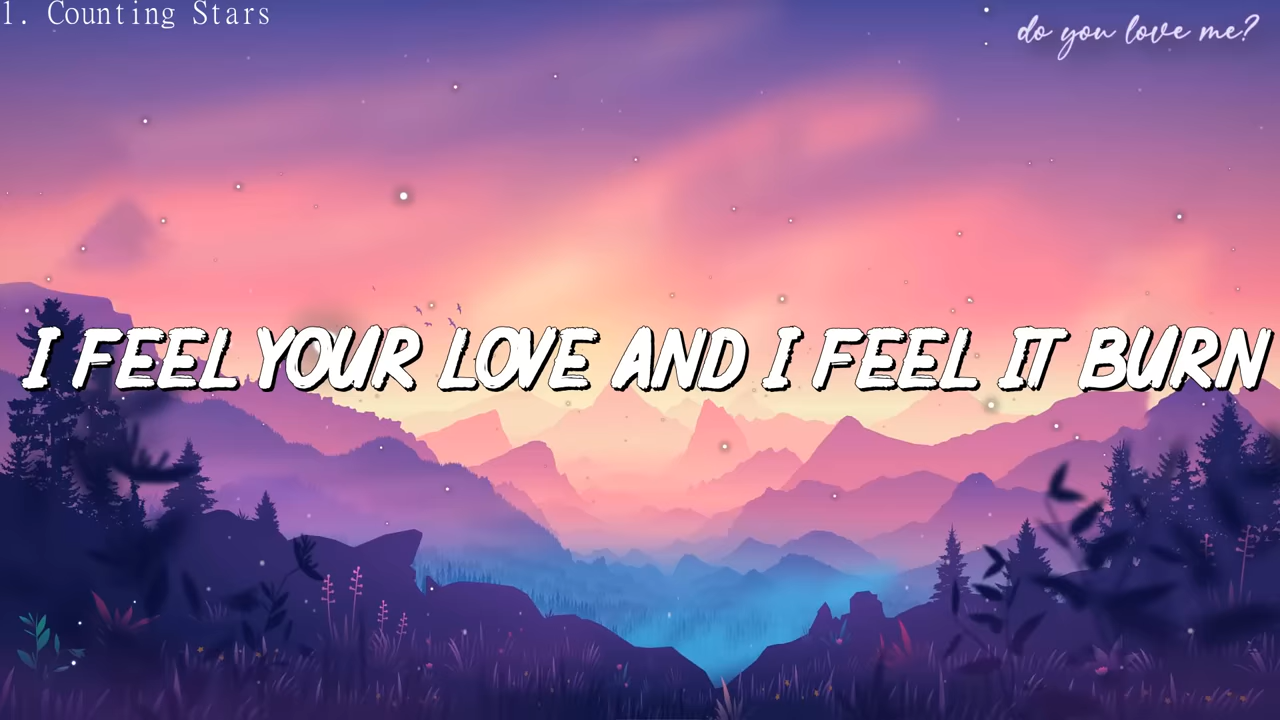 1. Counting Stars
do you love me?
I FEEL YOUR LOVE AND I FEEL IT BURN